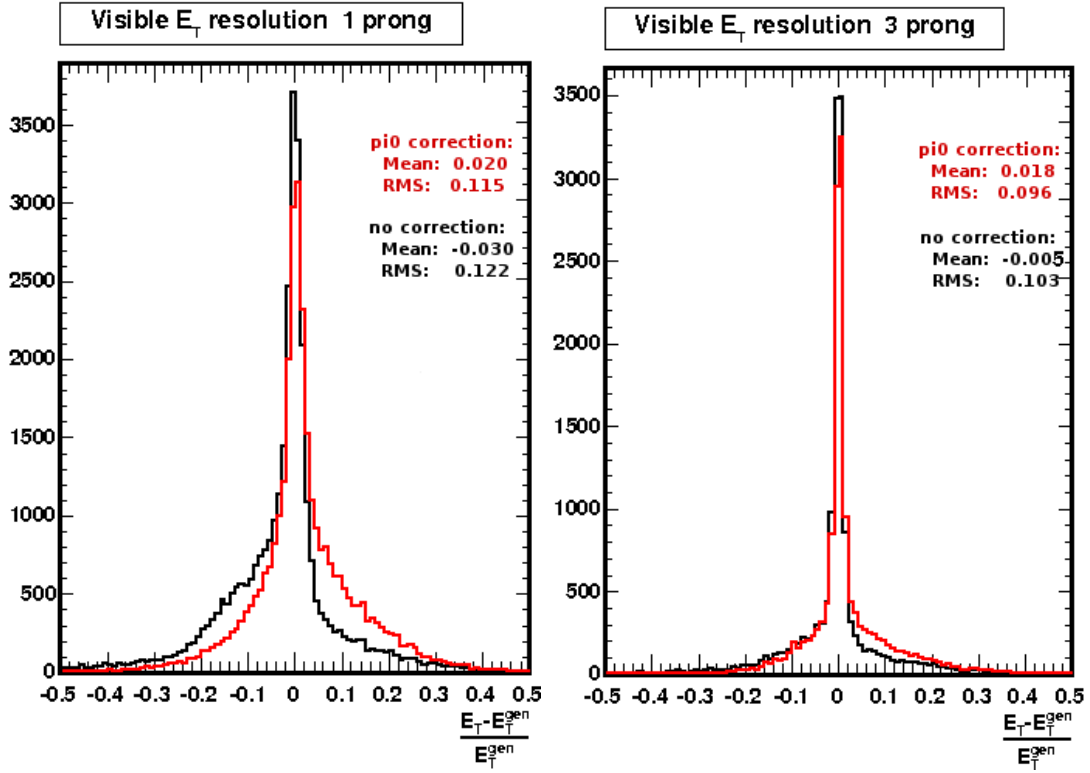 Visible E_T resolution 1 prong
3500
3000
2500
2000
1500
1000
500
0
pi0 correction:
Mean: 0.020
RMS: 0.115
no correction:
Mean: -0.030
RMS: 0.122
-0.5 -0.4 -0.3 -0.2 -0.1 0 0.1 0.2 0.3 0.4 0.5
E_T-E_T^gen
E_T^gen
Visible E_T resolution 3 prong
3500
3000
2500
2000
1500
1000
500
0
pi0 correction:
Mean: 0.018
RMS: 0.096
no correction:
Mean: -0.005
RMS: 0.103
-0.5 -0.4 -0.3 -0.2 -0.1 0 0.1 0.2 0.3 0.4 0.5
E_T-E_T^gen
E_T^gen